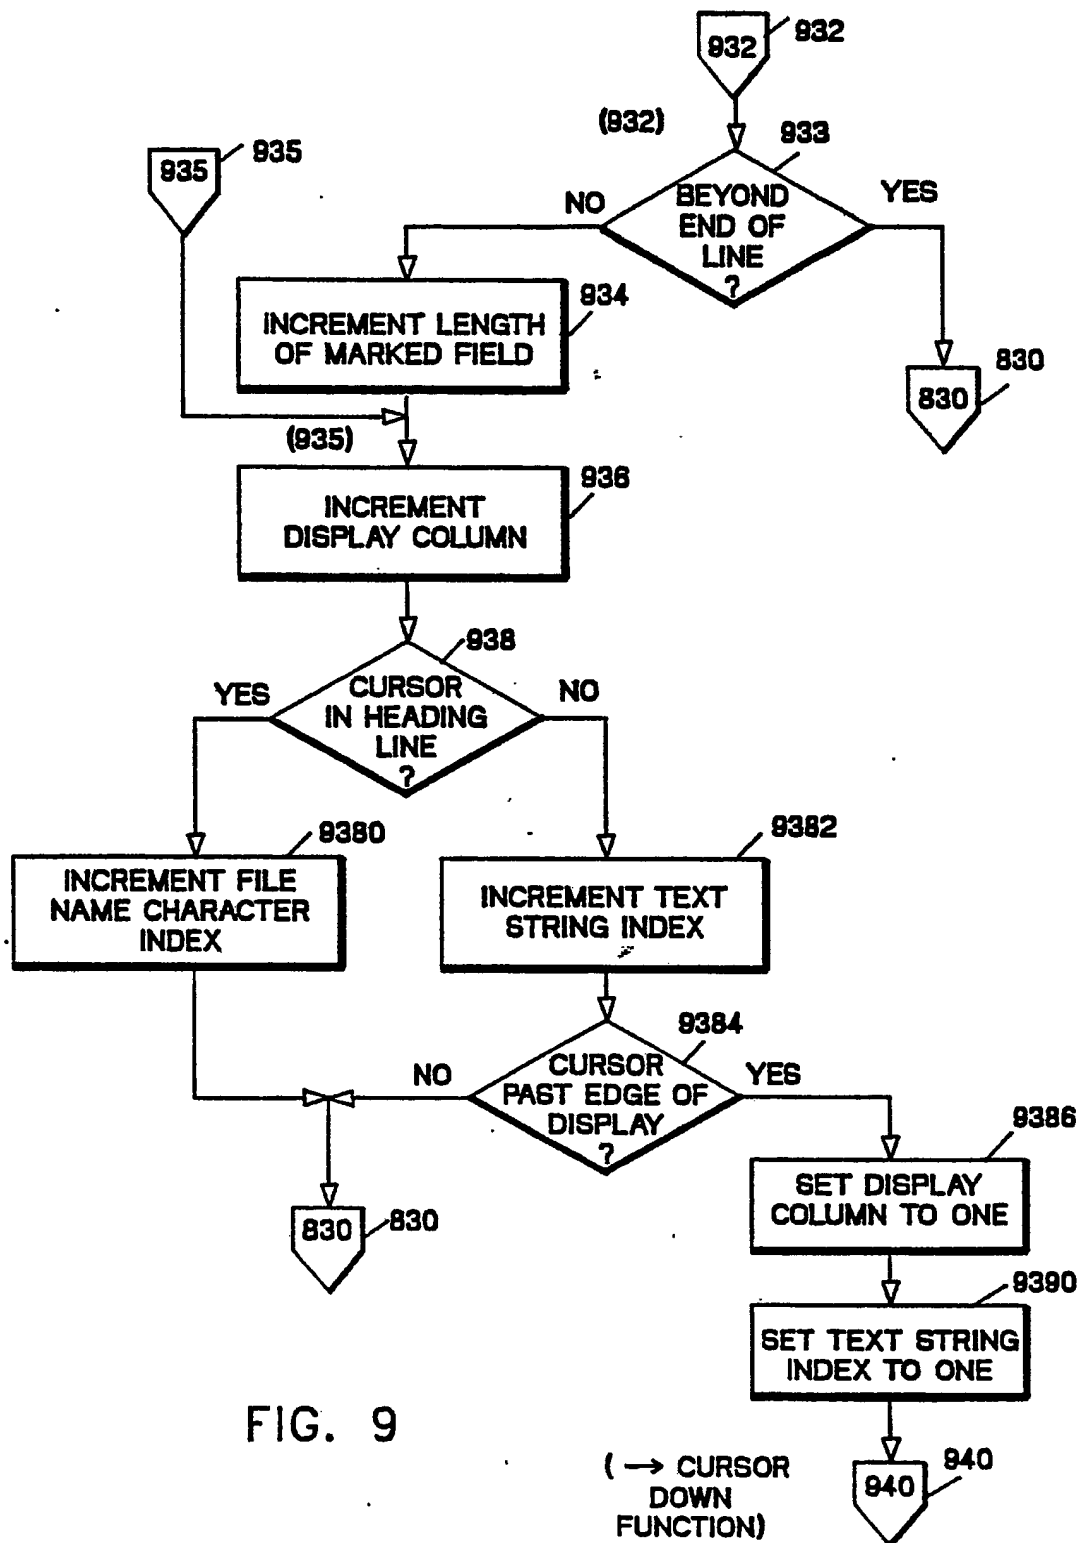 932
932
(932)
933
935
935
NO
BEYOND
END OF
LINE
?
YES
934
INCREMENT LENGTH
OF MARKED FIELD
830
830
(935)
936
INCREMENT
DISPLAY COLUMN
938
YES
CURSOR
IN HEADING
LINE
?
NO
9380
INCREMENT FILE
NAME CHARACTER
INDEX
9382
INCREMENT TEXT
STRING INDEX
9384
NO
CURSOR
PAST EDGE OF
DISPLAY
?
YES
9386
SET DISPLAY
COLUMN TO ONE
830
830
9390
SET TEXT STRING
INDEX TO ONE
FIG. 9
( → CURSOR
DOWN
FUNCTION)
940
940